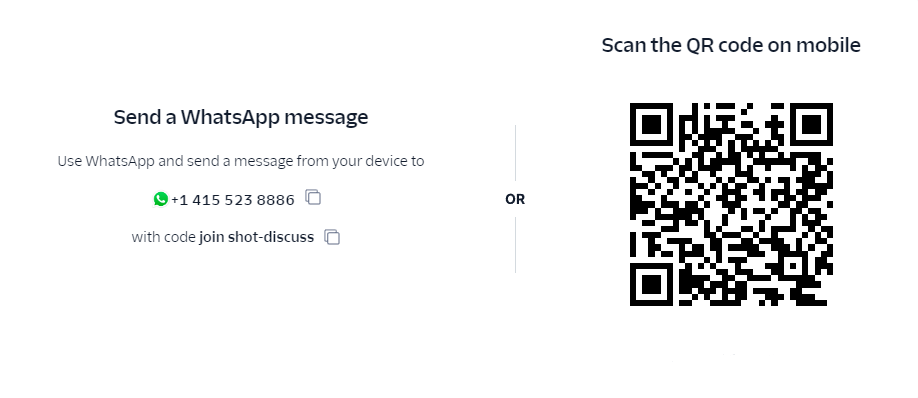 Send a WhatsApp message
Use WhatsApp and send a message from your device to
+1 415 523 8886
with code join shot-discuss
OR
Scan the QR code on mobile